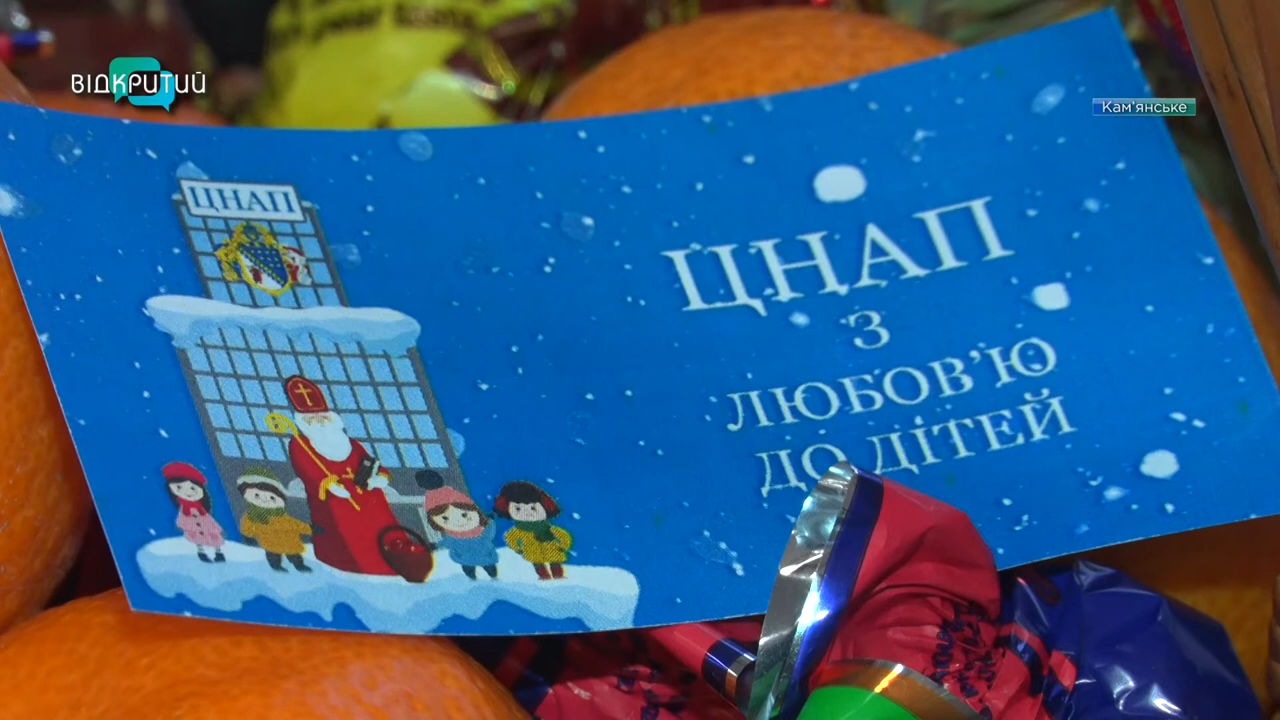 ВІДКРИТИЙ
Кам'янське
ЦНАП
ЦНАП
З
ЛЮБОВ'Ю
ДО ДІТЕЙ